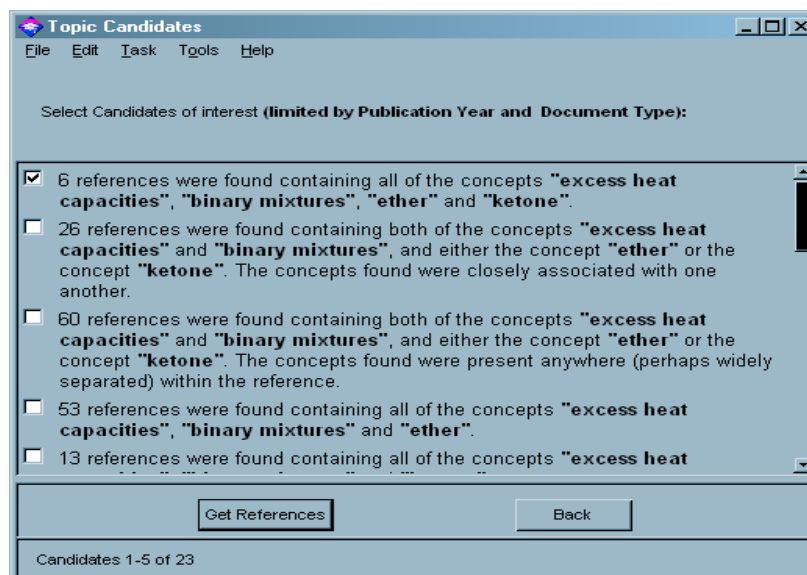 Topic Candidates
File Edit Task Tools Help
Select Candidates of interest (limited by Publication Year and Document Type):
6 references were found containing all of the concepts "excess heat
capacities", "binary mixtures", "ether" and "ketone".
26 references were found containing both of the concepts "excess heat
capacities" and "binary mixtures", and either the concept "ether" or the
concept "ketone". The concepts found were closely associated with one
another.
60 references were found containing both of the concepts "excess heat
capacities" and "binary mixtures", and either the concept "ether" or the
concept "ketone". The concepts found were present anywhere (perhaps widely
separated) within the reference.
53 references were found containing all of the concepts "excess heat
capacities", "binary mixtures" and "ether".
13 references were found containing all of the concepts "excess heat
Get References Back
Candidates 1-5 of 23